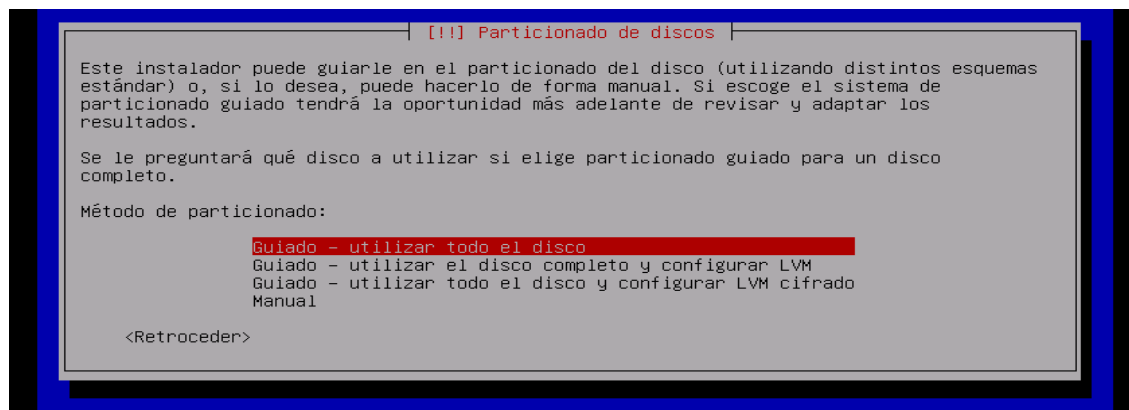 [!!] Particionado de discos
Este instalador puede guiarle en el particionado del disco (utilizando distintos esquemas
estándar) o, si lo desea, puede hacerlo de forma manual. Si escoge el sistema de
particionado guiado tendrá la oportunidad más adelante de revisar y adaptar los
resultados.
Se le preguntará qué disco a utilizar si elige particionado guiado para un disco
completo.
Método de particionado:
Guiado – utilizar todo el disco
Guiado – utilizar el disco completo y configurar LVM
Guiado – utilizar todo el disco y configurar LVM cifrado
Manual
<Retroceder>